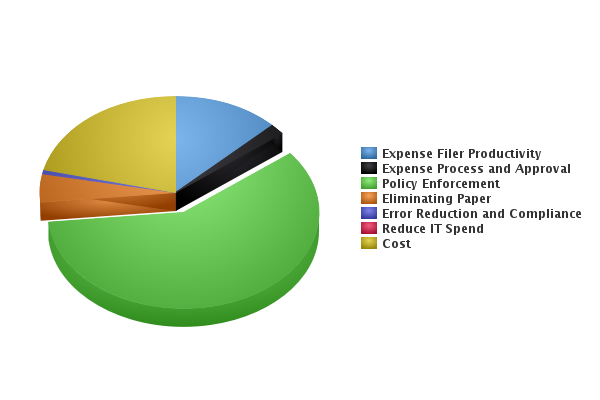 Expense Filer Productivity
Expense Process and Approval
Policy Enforcement
Eliminating Paper
Error Reduction and Compliance
Reduce IT Spend
Cost